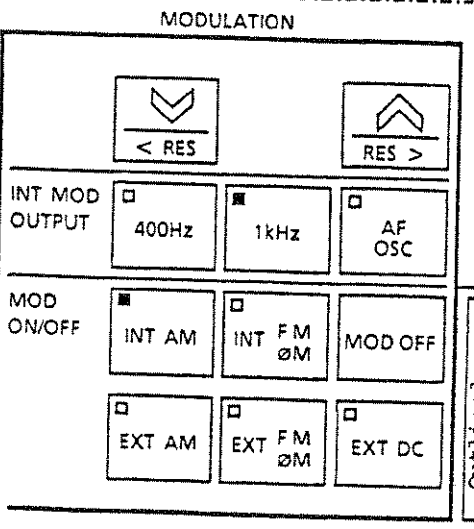 MODULATION
< RES
RES >
INT MOD
OUTPUT
400Hz
1kHz
AF
OSC
MOD
ON/OFF
INT AM
INT FM
ØM
MOD OFF
EXT AM
EXT FM
ØM
EXT DC